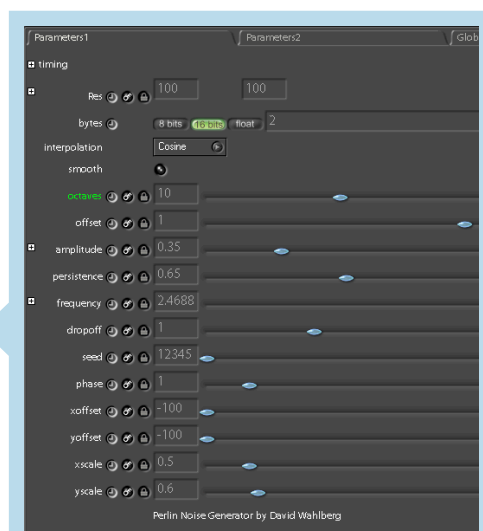 Parameters1 Parameters2 Glob
timing
Res 100 100
bytes 8 bits 16 bits float 2
interpolation Cosine
smooth
octaves 10
offset 1
amplitude 0.35
persistence 0.65
frequency 2.4688
dropoff 1
seed 12345
phase 1
xoffset -100
yoffset -100
xscale 0.5
yscale 0.6
Perlin Noise Generator by David Wahlberg